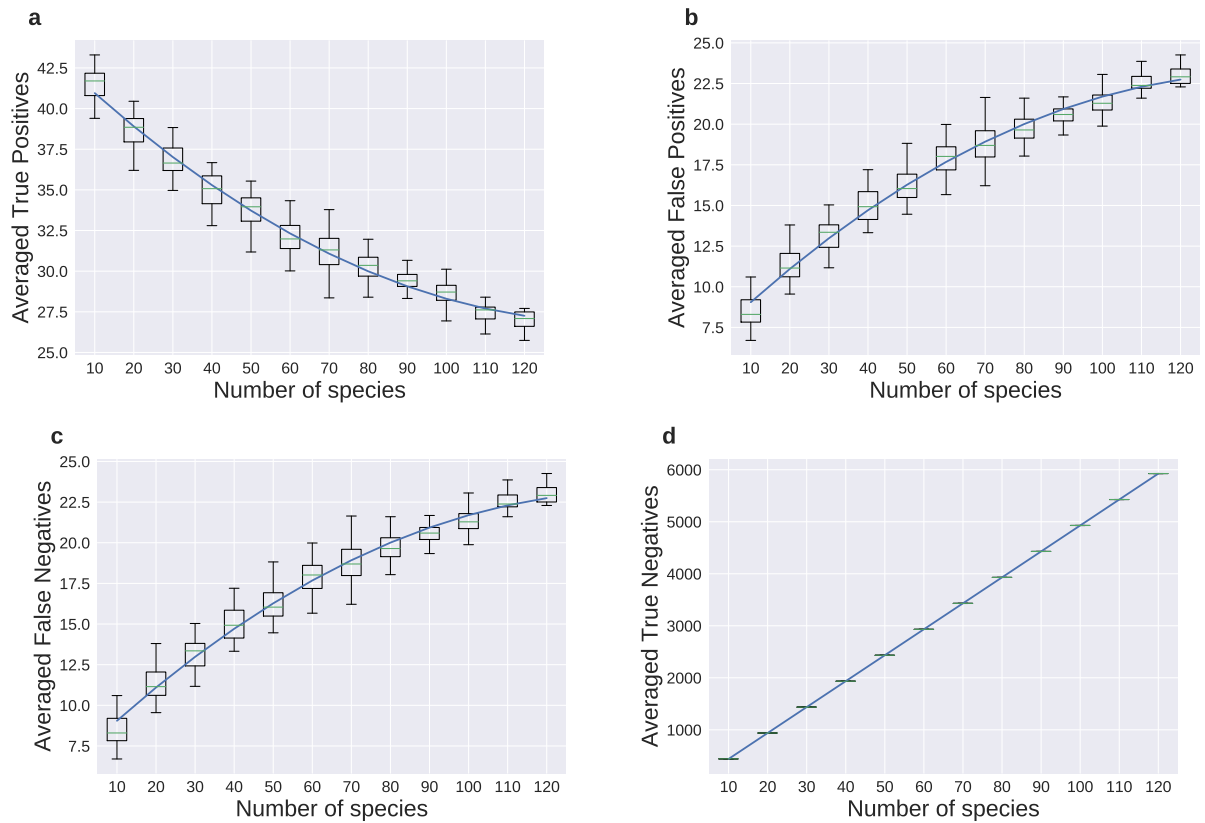 a
Averaged True Positives
42.5
40.0
37.5
35.0
32.5
30.0
27.5
25.0
10 20 30 40 50 60 70 80 90 100 110 120
Number of species
b
Averaged False Positives
25.0
22.5
20.0
17.5
15.0
12.5
10.0
7.5
10 20 30 40 50 60 70 80 90 100 110 120
Number of species
c
Averaged False Negatives
25.0
22.5
20.0
17.5
15.0
12.5
10.0
7.5
10 20 30 40 50 60 70 80 90 100 110 120
Number of species
d
Averaged True Negatives
6000
5000
4000
3000
2000
1000
10 20 30 40 50 60 70 80 90 100 110 120
Number of species